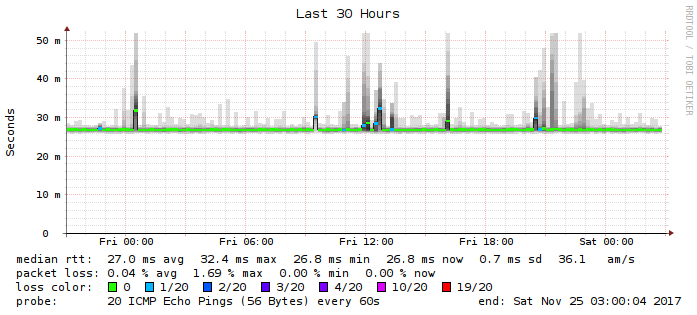 Last 30 Hours
RRDTOOL / TOBI OETIKER
Seconds
50 m
40 m
30 m
20 m
10 m
0
Fri 00:00 Fri 06:00 Fri 12:00 Fri 18:00 Sat 00:00
median rtt: 27.0 ms avg 32.4 ms max 26.8 ms min 26.8 ms now 0.7 ms sd 36.1 am/s
packet loss: 0.04 % avg 1.69 % max 0.00 % min 0.00 % now
loss color: 0 1/20 2/20 3/20 4/20 10/20 19/20
probe: 20 ICMP Echo Pings (56 Bytes) every 60s end: Sat Nov 25 03:00:04 2017